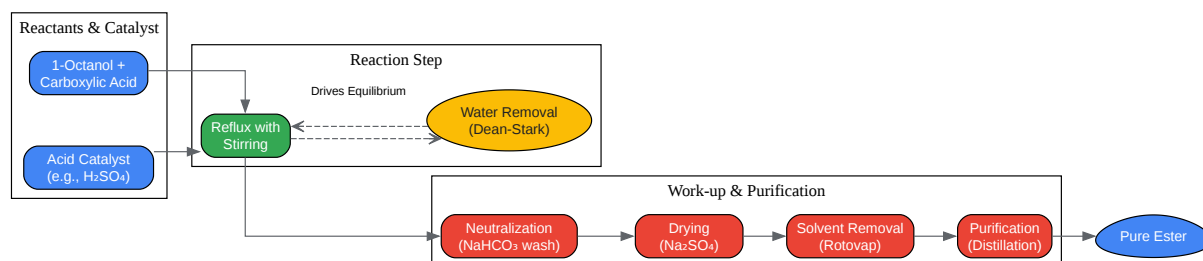 Reactants & Catalyst
1-Octanol +
Carboxylic Acid
Acid Catalyst
(e.g., H₂SO₄)
Reaction Step
Drives Equilibrium
Reflux with
Stirring
Water Removal
(Dean-Stark)
Work-up & Purification
Neutralization
(NaHCO₃ wash)
Drying
(Na₂SO₄)
Solvent Removal
(Rotovap)
Purification
(Distillation)
Pure Ester